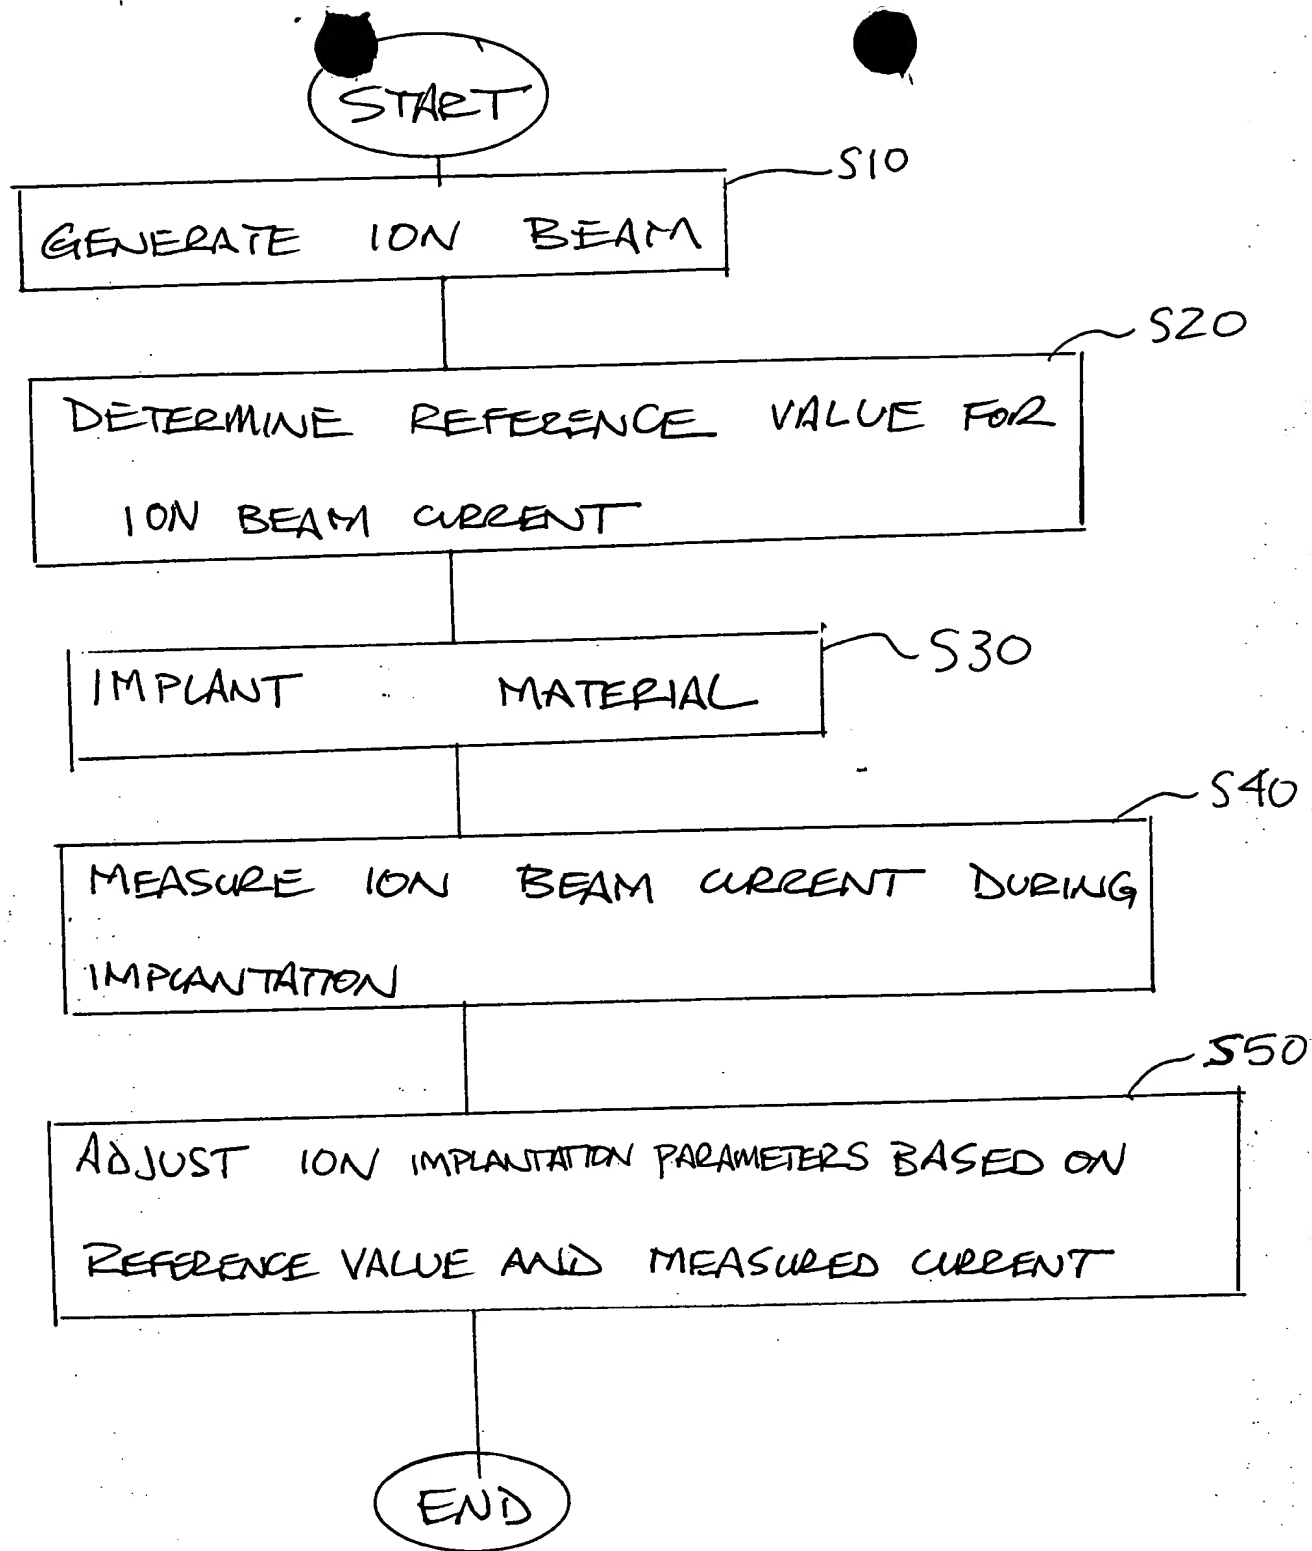 START
S10
GENERATE ION BEAM
S20
DETERMINE REFERENCE VALUE FOR
ION BEAM CURRENT
S30
IMPLANT MATERIAL
S40
MEASURE ION BEAM CURRENT DURING
IMPLANTATION
S50
ADJUST ION IMPLANTATION PARAMETERS BASED ON
REFERENCE VALUE AND MEASURED CURRENT
END